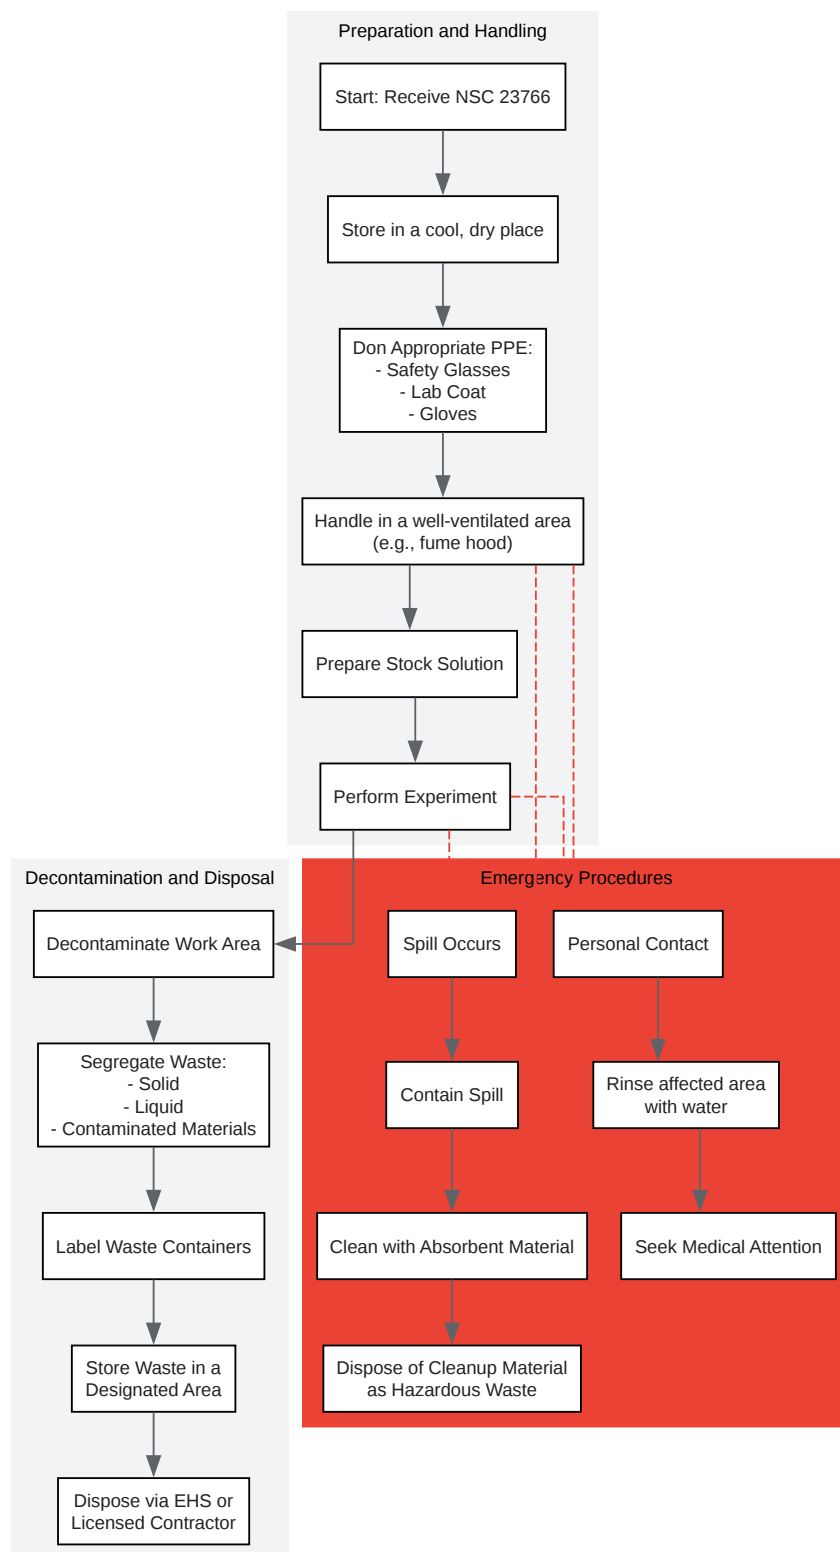 Preparation and Handling
Start: Receive NSC 23766
Store in a cool, dry place
Don Appropriate PPE:
- Safety Glasses
- Lab Coat
- Gloves
Handle in a well-ventilated area
(e.g., fume hood)
Prepare Stock Solution
Perform Experiment
Decontamination and Disposal
Decontaminate Work Area
Segregate Waste:
- Solid
- Liquid
- Contaminated Materials
Label Waste Containers
Store Waste in a
Designated Area
Dispose via EHS or
Licensed Contractor
Emergency Procedures
Spill Occurs
Contain Spill
Clean with Absorbent Material
Dispose of Cleanup Material
as Hazardous Waste
Personal Contact
Rinse affected area
with water
Seek Medical Attention